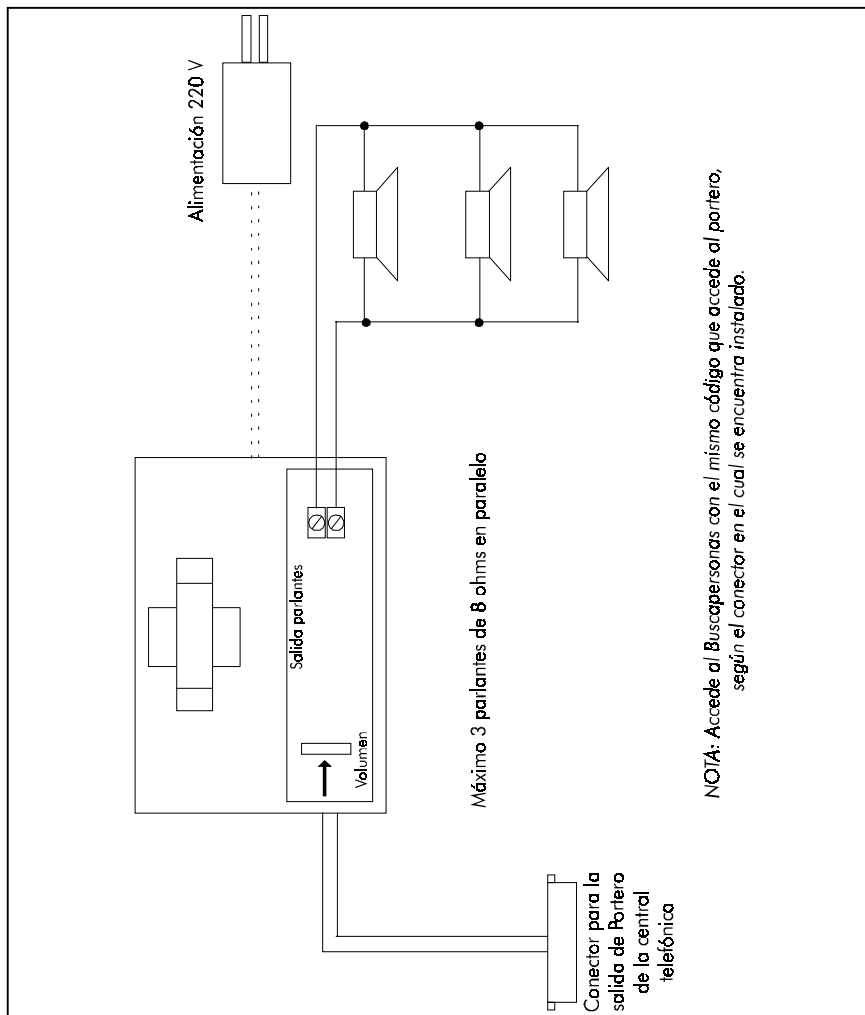 Alimentación 220 V
Salida parlantes
Volumen
Máximo 3 parlantes de 8 ohms en paralelo
Conector para la
salida de Portero
de la central
telefónica
NOTA: Accede al Buscapersonas con el mismo código que accede al portero,
según el conector en el cual se encuentra instalado.